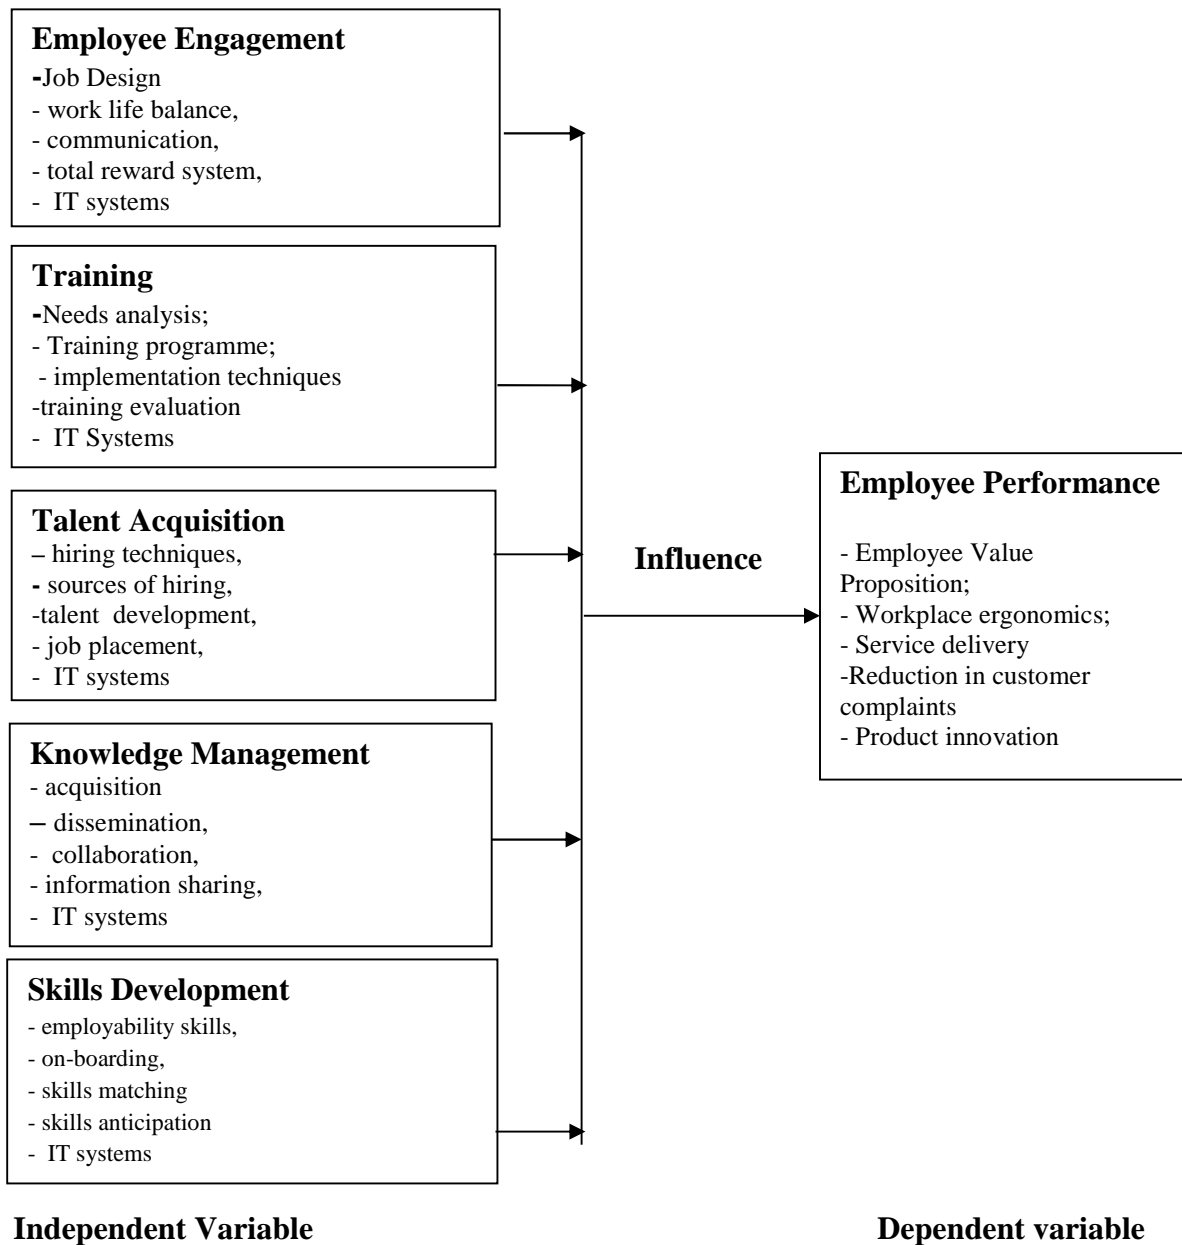 Employee Engagement
-Job Design
- work life balance,
- communication,
- total reward system,
- IT systems
Training
-Needs analysis;
- Training programme;
- implementation techniques
-training evaluation
- IT Systems
Talent Acquisition
– hiring techniques,
- sources of hiring,
-talent development,
- job placement,
- IT systems
Knowledge Management
- acquisition
– dissemination,
- collaboration,
- information sharing,
- IT systems
Skills Development
- employability skills,
- on-boarding,
- skills matching
- skills anticipation
- IT systems
Influence
Employee Performance
- Employee Value
Proposition;
- Workplace ergonomics;
- Service delivery
-Reduction in customer
complaints
- Product innovation
Independent Variable
Dependent variable